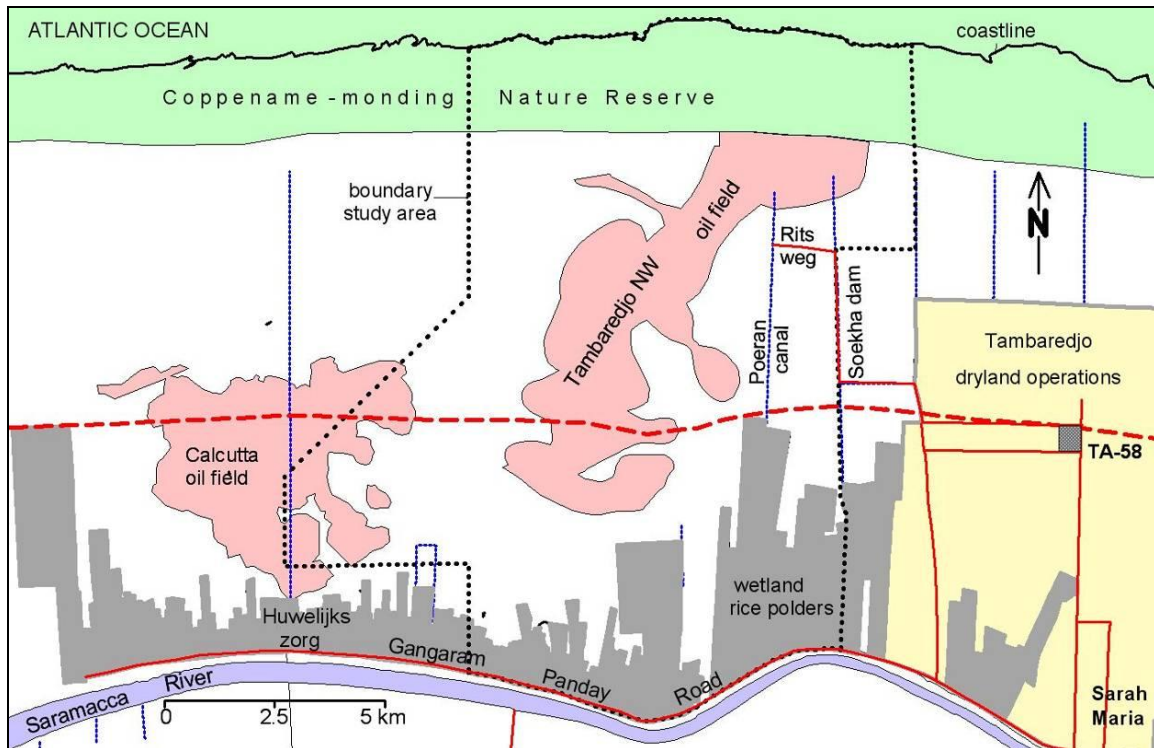 ATLANTIC OCEAN
coastline
Coppename-monding Nature Reserve
boundary
study area
oil field
Tambaredjo NW
Rits
weg
N
Poeran
canal
Soekha dam
Tambaredjo
dryland operations
Calcutta
oil field
TA-58
wetland
rice polders
Huwelijks
zorg
Gangaram Panday Road
Saramacca River
0 2.5 5 km
Sarah
Maria